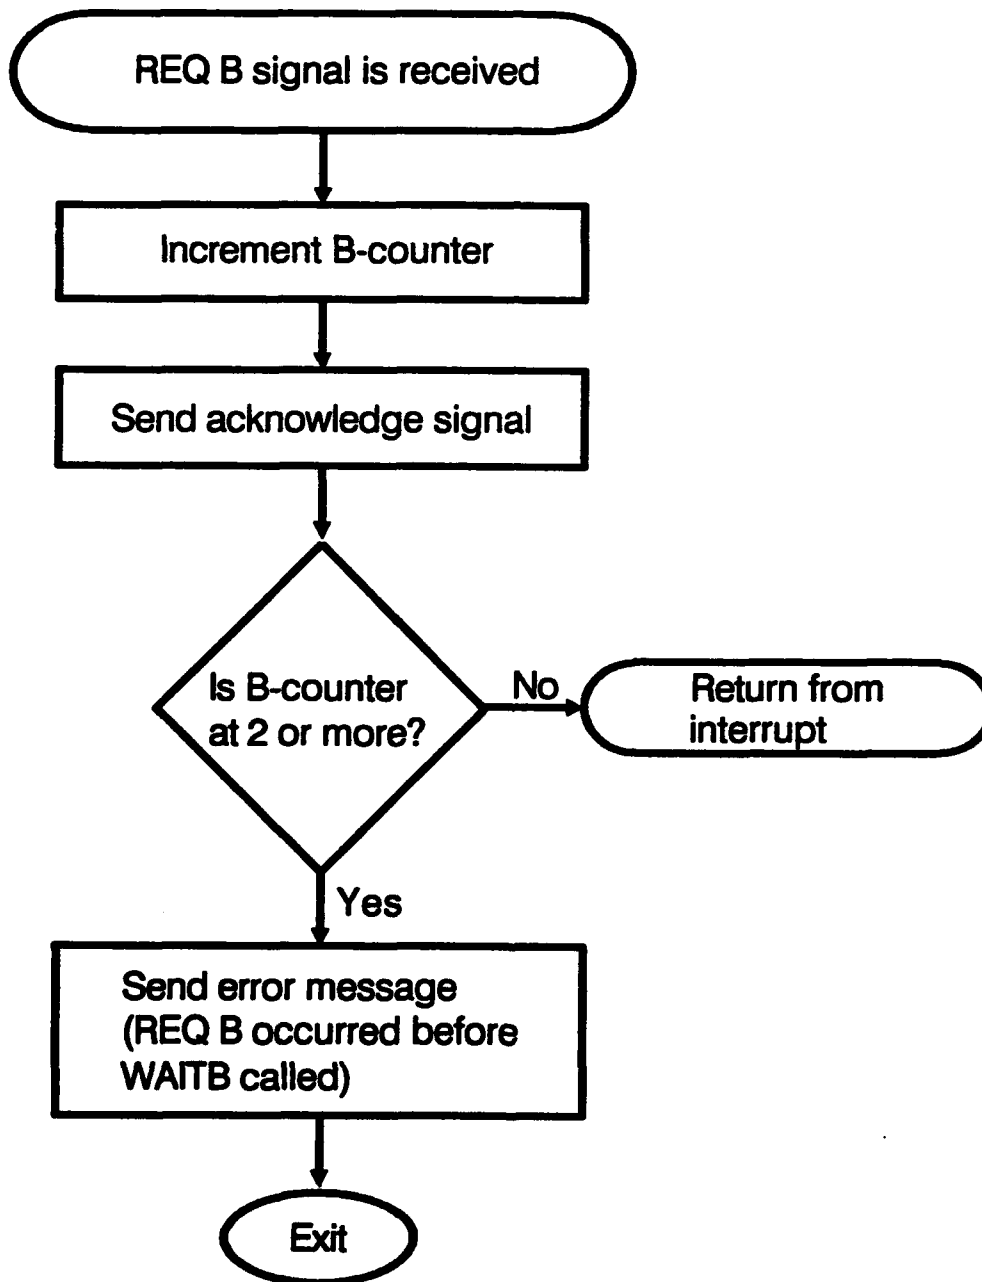 REQ B signal is received
Increment B-counter
Send acknowledge signal
Is B-counter
at 2 or more?
No
Return from
interrupt
Yes
Send error message
(REQ B occurred before
WAITB called)
Exit